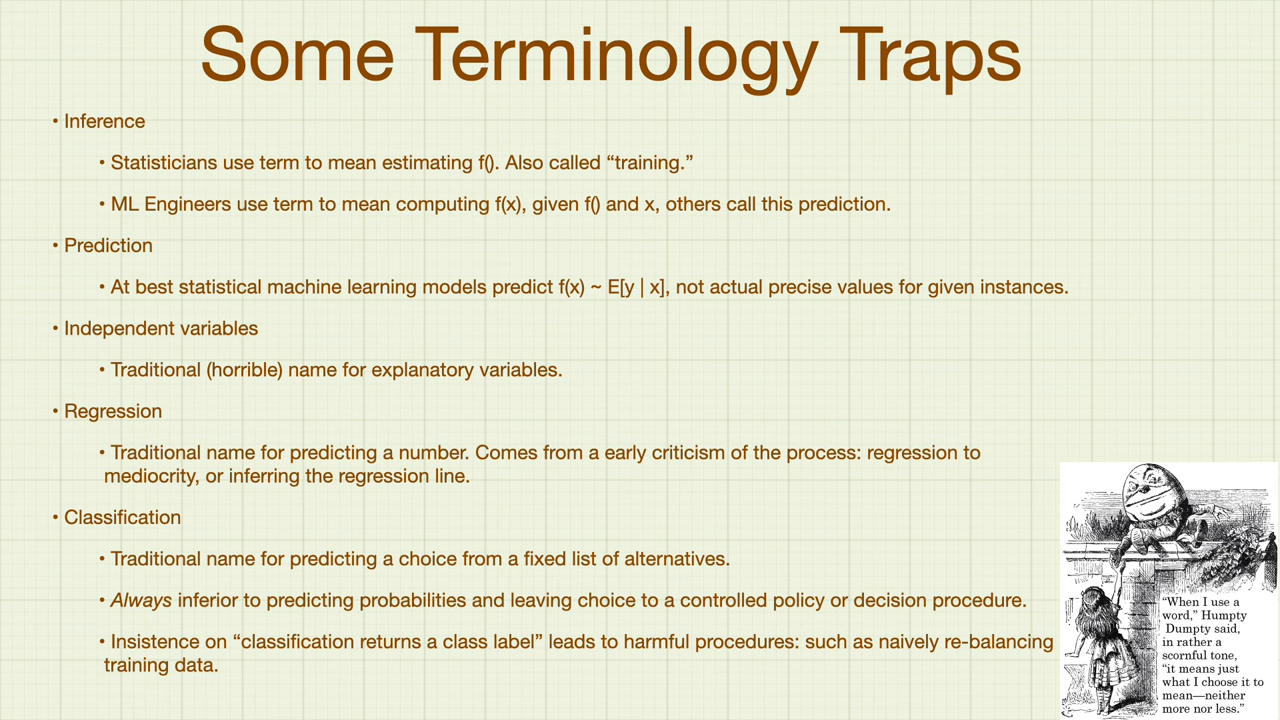 Some Terminology Traps
• Inference
• Statisticians use term to mean estimating f(). Also called “training.”
• ML Engineers use term to mean computing f(x), given f() and x, others call this prediction.
• Prediction
• At best statistical machine learning models predict f(x) ~ E[y | x], not actual precise values for given instances.
• Independent variables
• Traditional (horrible) name for explanatory variables.
• Regression
• Traditional name for predicting a number. Comes from a early criticism of the process: regression to
mediocrity, or inferring the regression line.
• Classification
• Traditional name for predicting a choice from a fixed list of alternatives.
• Always inferior to predicting probabilities and leaving choice to a controlled policy or decision procedure.
• Insistence on “classification returns a class label” leads to harmful procedures: such as naively re-balancing
training data.
“When I use a
word,” Humpty
Dumpty said,
in rather a
scornful tone,
“it means just
what I choose it to
mean—neither
more nor less.”